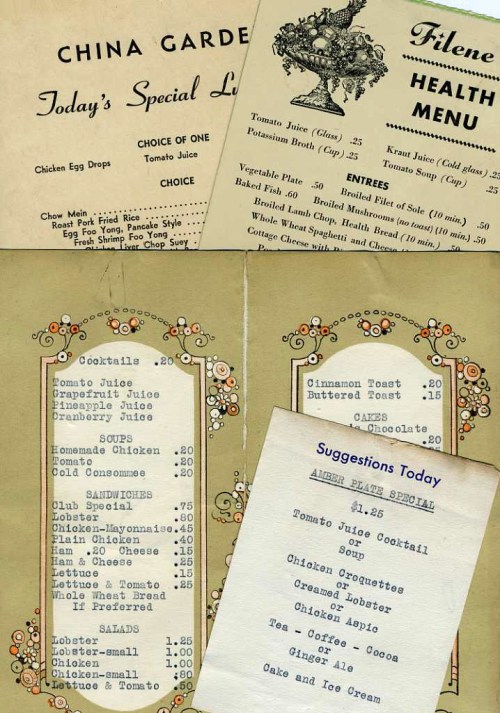 CHINA GARDE
Today's Special Lu
CHOICE OF ONE
Chicken Egg Drops Tomato Juice
CHOICE
Chow Mein
Roast Pork Fried Rice
Egg Foo Yong, Pancake Style
Fresh Shrimp Foo Yong
Chicken Liver Chop Suey
Filene
HEALTH
MENU
Tomato Juice (Glass) .25
Potassium Broth (Cup) .25
Kraut Juice (Cold glass) .25
Tomato Soup (Cup) .25
ENTREES
Vegetable Plate .50 Broiled Filet of Sole (10 min.) .50
Baked Fish .60 Broiled Mushrooms (no toast) (10 min.) .50
Broiled Lamb Chop, Health Bread (10 min.) .50
Whole Wheat Spaghetti and Cheese
Cottage Cheese with
Cocktails .20
Tomato Juice
Grapefruit Juice
Pineapple Juice
Cranberry Juice
SOUPS
Homemade Chicken .20
Tomato .20
Cold Consommee .20
SANDWICHES
Club Special .75
Lobster .80
Chicken-Mayonnaise .45
Plain Chicken .40
Ham .20 Cheese .15
Ham & Cheese .25
Lettuce .15
Lettuce & Tomato .25
Whole Wheat Bread
If Preferred
SALADS
Lobster 1.25
Lobster-small 1.00
Chicken 1.00
Chicken-small .80
Lettuce & Tomato .50
Cinnamon Toast .20
Buttered Toast .15
CAKES
Chocolate
.20
Suggestions Today
AMBER PLATE SPECIAL
$1.25
Tomato Juice Cocktail
or
Soup
Chicken Croquettes
or
Creamed Lobster
or
Chicken Aspic
Tea - Coffee - Cocoa
or
Ginger Ale
Cake and Ice Cream